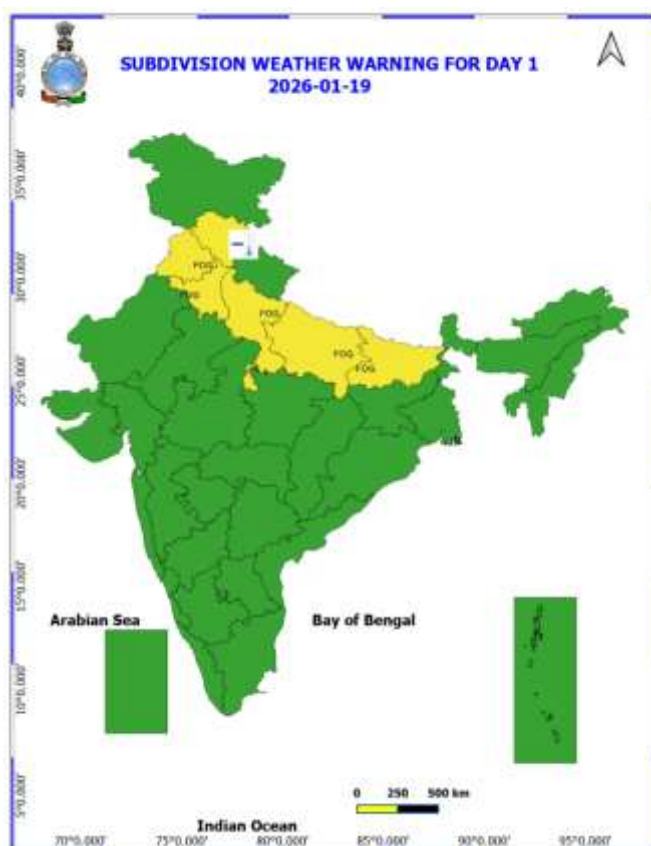 SUBDIVISION WEATHER WARNING FOR DAY 1
2026-01-19
40°0.000'
35°0.000'
30°0.000'
25°0.000'
20°0.000'
15°0.000'
10°0.000'
5°0.000'
FOG
FOG
FOG
FOG
FOG
Arabian Sea
Bay of Bengal
0 250 500 km
Indian Ocean
70°0.000' 75°0.000' 80°0.000' 85°0.000' 90°0.000' 95°0.000'